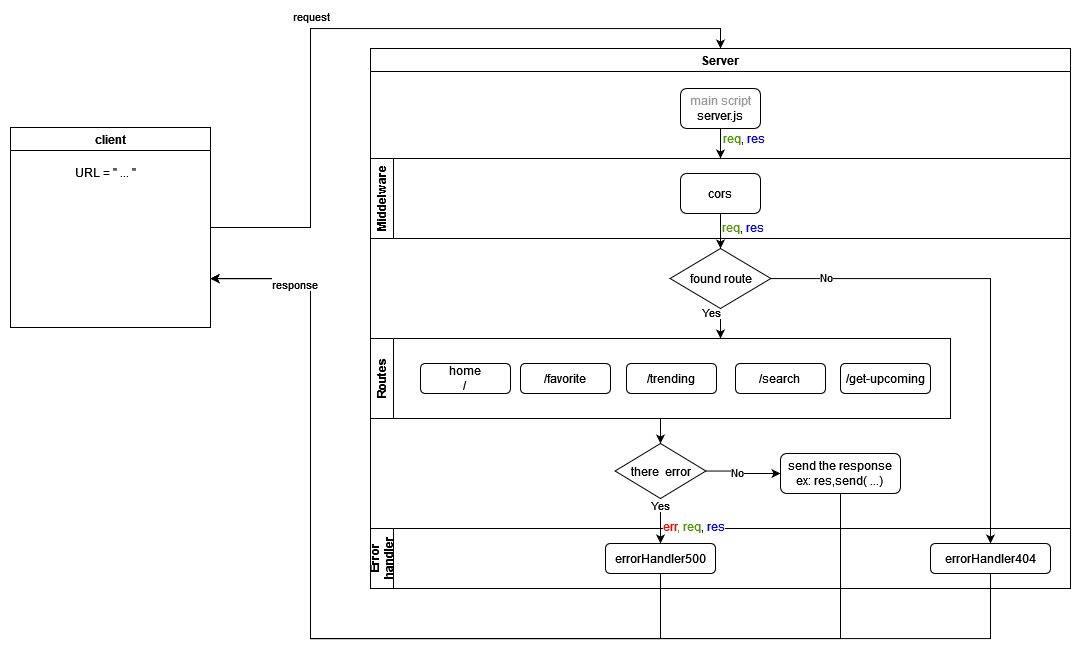 request
Server
main script
server.js
req, res
client
URL = " ... "
Middelware
cors
req, res
found route
No
Yes
response
Routes
home
/
/favorite
/trending
/search
/get-upcoming
there error
No
send the response
ex: res,send( ...)
Yes
err, req, res
Error
handler
errorHandler500
errorHandler404